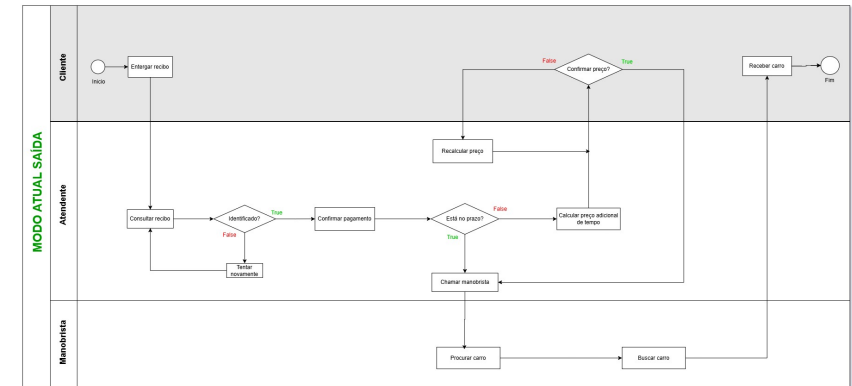 MODO ATUAL SAÍDA
Cliente
Início
Entergar recibo
False
Confirmar preço?
True
Receber carro
Fim
Atendente
Recalcular preço
Consultar recibo
Identificado?
True
False
Tentar
novamente
Confirmar pagamento
Está no prazo?
False
True
Calcular preço adicional
de tempo
Chamar manobrista
Manobrista
Procurar carro
Buscar carro